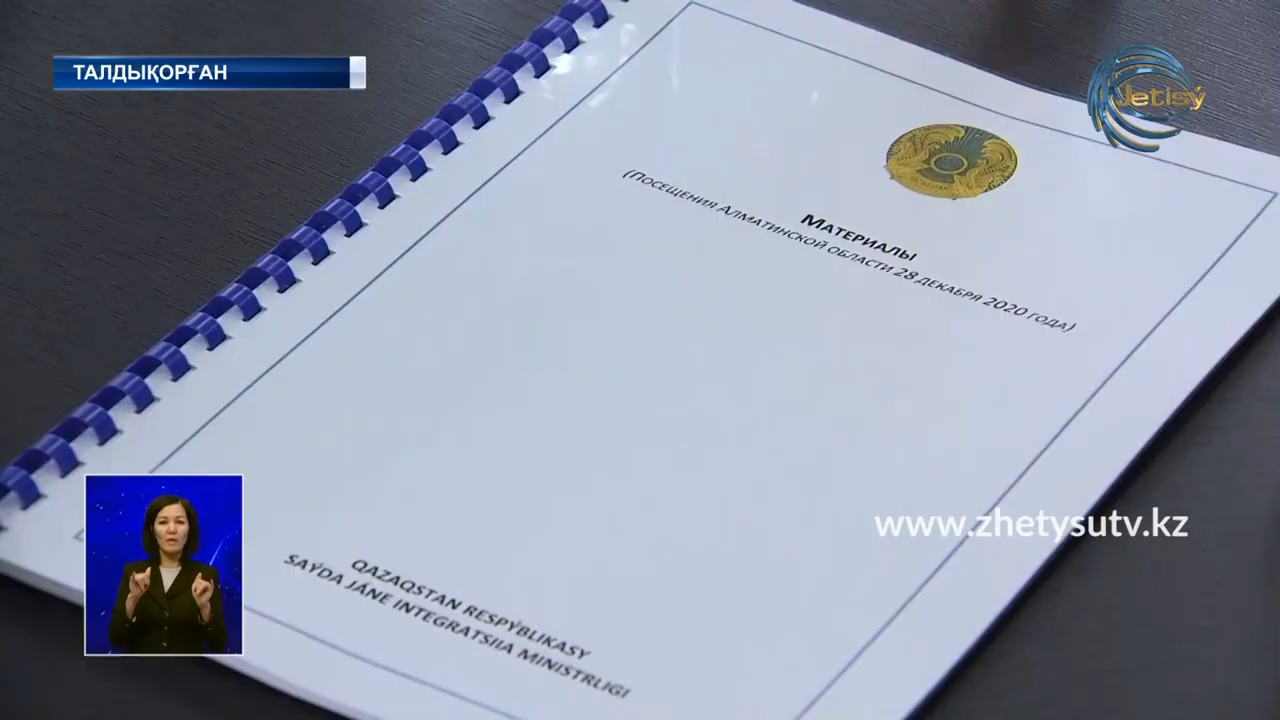 ТАЛДЫҚОРҒАН
Jetisý
МАТЕРИАЛЫ
(ПОСЕЩЕНИЯ АЛМАТИНСКОЙ ОБЛАСТИ 28 ДЕКАБРЯ 2020 ГОДА)
www.zhetysutv.kz
QAZAQSTAN RESPÝBLIKASY
SAÝDA JÁNE INTEGRATSIIA MINISTRLIGI